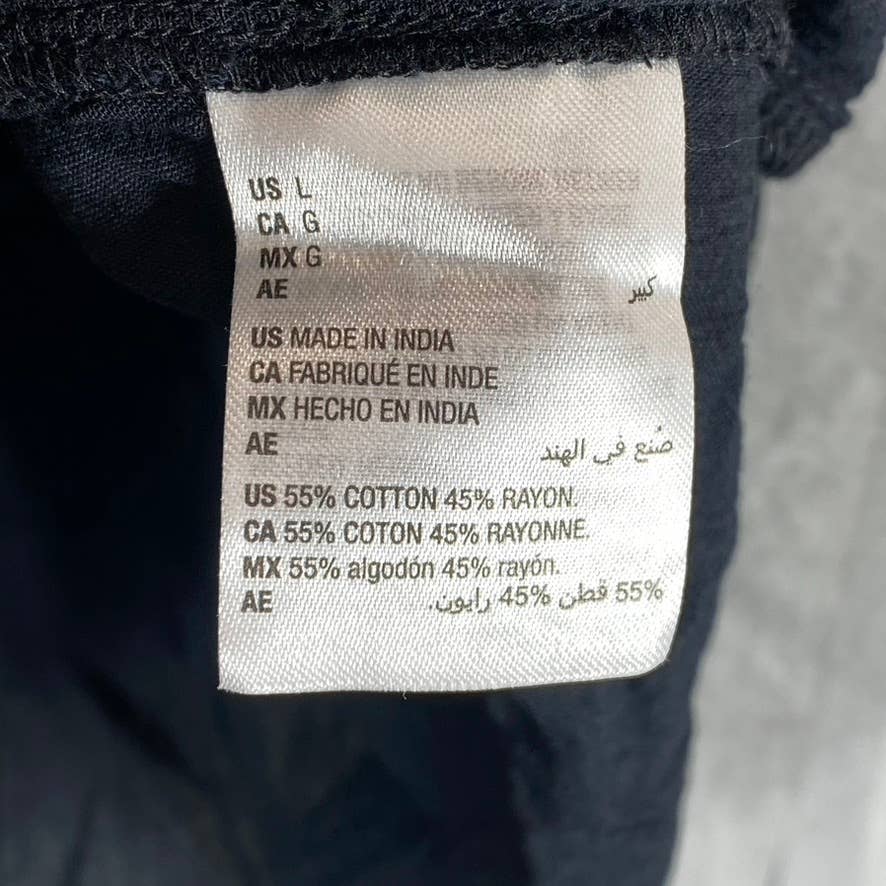 US L
CA G
MX G
AE كبير
US MADE IN INDIA
CA FABRIQUÉ EN INDE
MX HECHO EN INDIA
AE صُنع في الهند
US 55% COTTON 45% RAYON.
CA 55% COTON 45% RAYONNE.
MX 55% algodón 45% rayón.
AE 55% قطن 45% رايون.